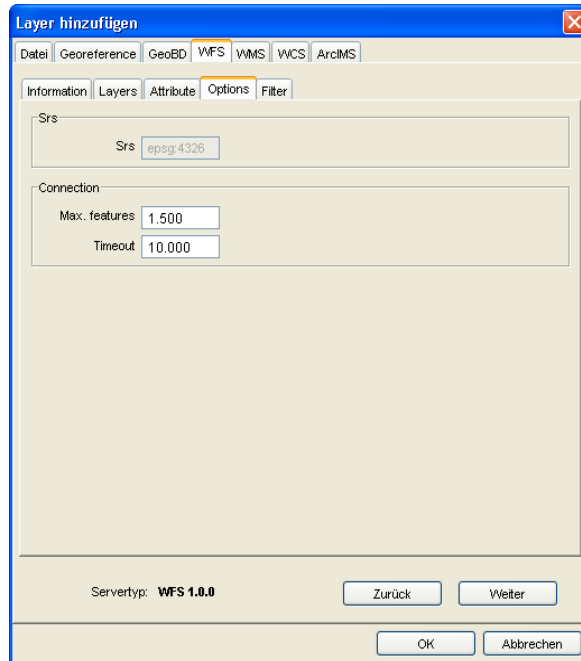 Layer hinzufügen
Datei Georeference GeoBD WFS WMS WCS ArcIMS
Information Layers Attribute Options Filter
Srs
Srs epsg:4326
Connection
Max. features 1.500
Timeout 10.000
Servertyp: WFS 1.0.0 Zurück Weiter
OK Abbrechen